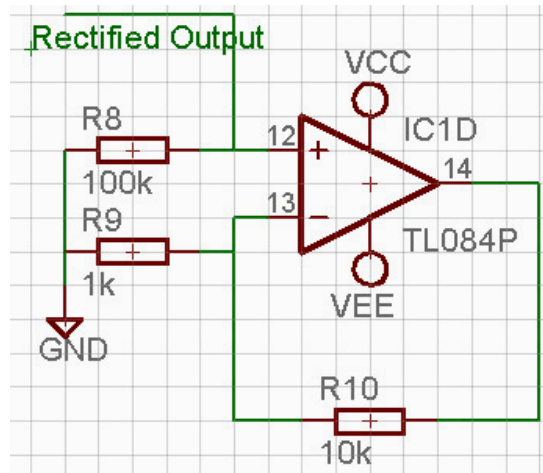 Rectified Output
VCC
R8
IC1D
12
+
14
100k
13
−
R9
TL084P
1k
VEE
GND
R10
10k